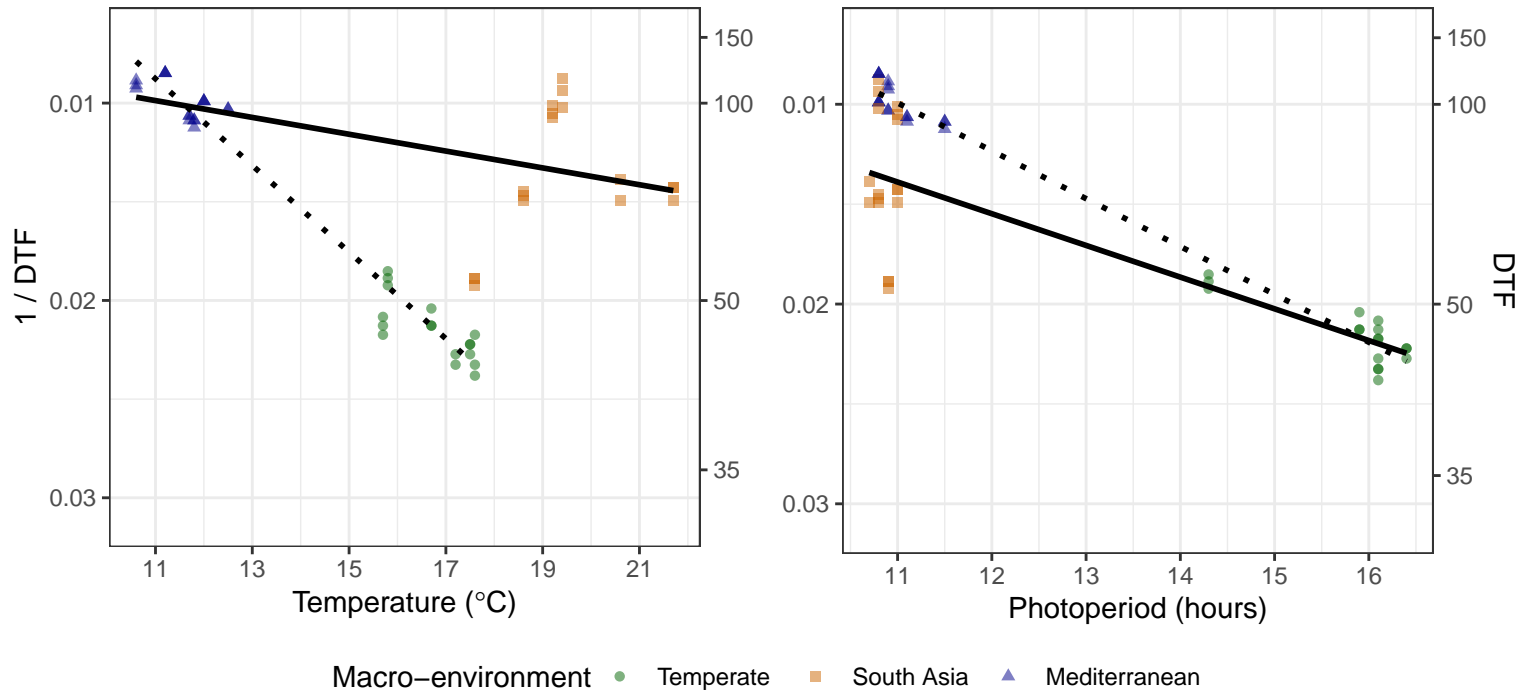 1 / DTF
0.01
0.02
0.03
150
100
50
35
11 13 15 17 19 21
Temperature (°C)
0.01
0.02
0.03
150
100
50
35
DTF
11 12 13 14 15 16
Photoperiod (hours)
Macro−environment Temperate South Asia Mediterranean